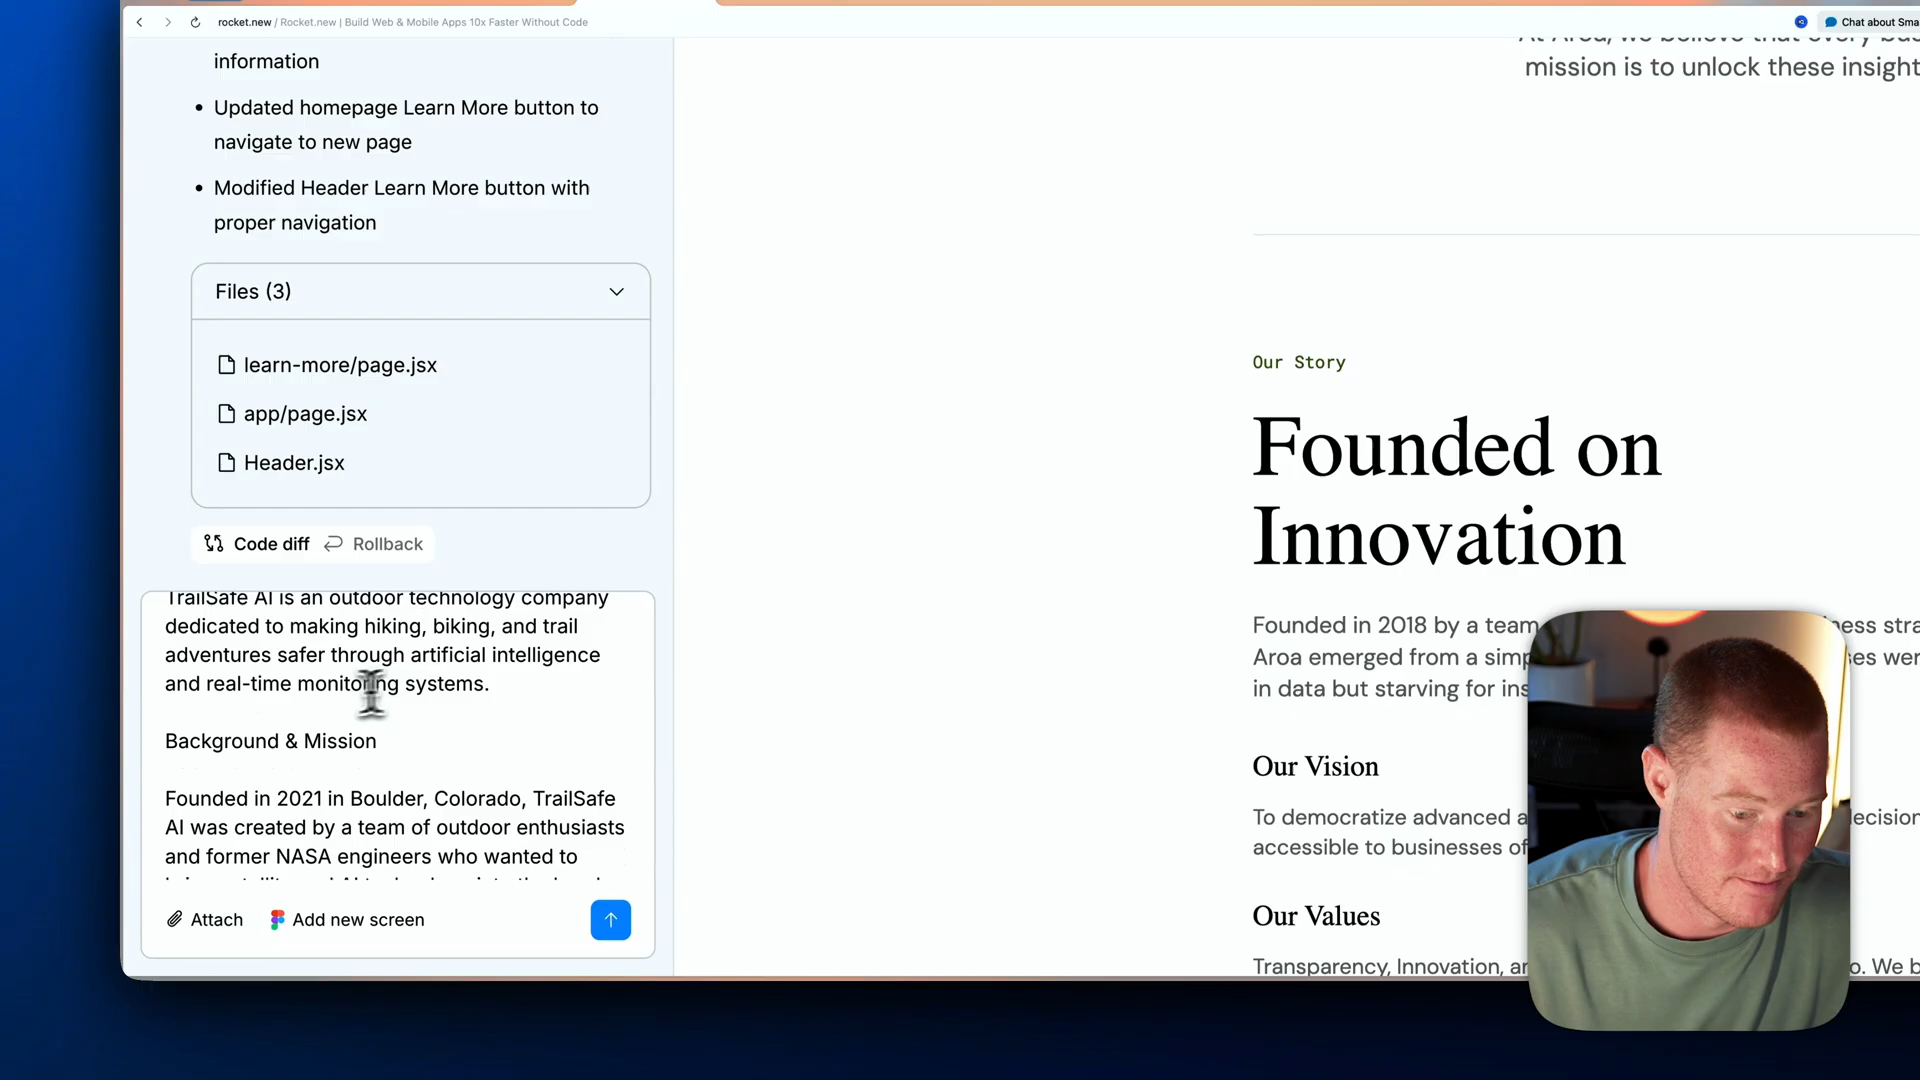 rocket.new / Rocket.new | Build Web & Mobile Apps 10x Faster Without Code
Chat about Sma
information
• Updated homepage Learn More button to
navigate to new page
• Modified Header Learn More button with
proper navigation
Files (3)
learn-more/page.jsx
app/page.jsx
Header.jsx
Code diff
Rollback
TrailSafe AI is an outdoor technology company
dedicated to making hiking, biking, and trail
adventures safer through artificial intelligence
and real-time monitoring systems.
Background & Mission
Founded in 2021 in Boulder, Colorado, TrailSafe
AI was created by a team of outdoor enthusiasts
and former NASA engineers who wanted to
Attach
Add new screen
At Aroa, we believe that every
mission is to unlock these insight
Our Story
Founded on
Innovation
Founded in 2018 by a team
Aroa emerged from a
in data but starving for
Our Vision
To democratize advanced
accessible to businesses
Our Values
Transparency, Innovation,
We